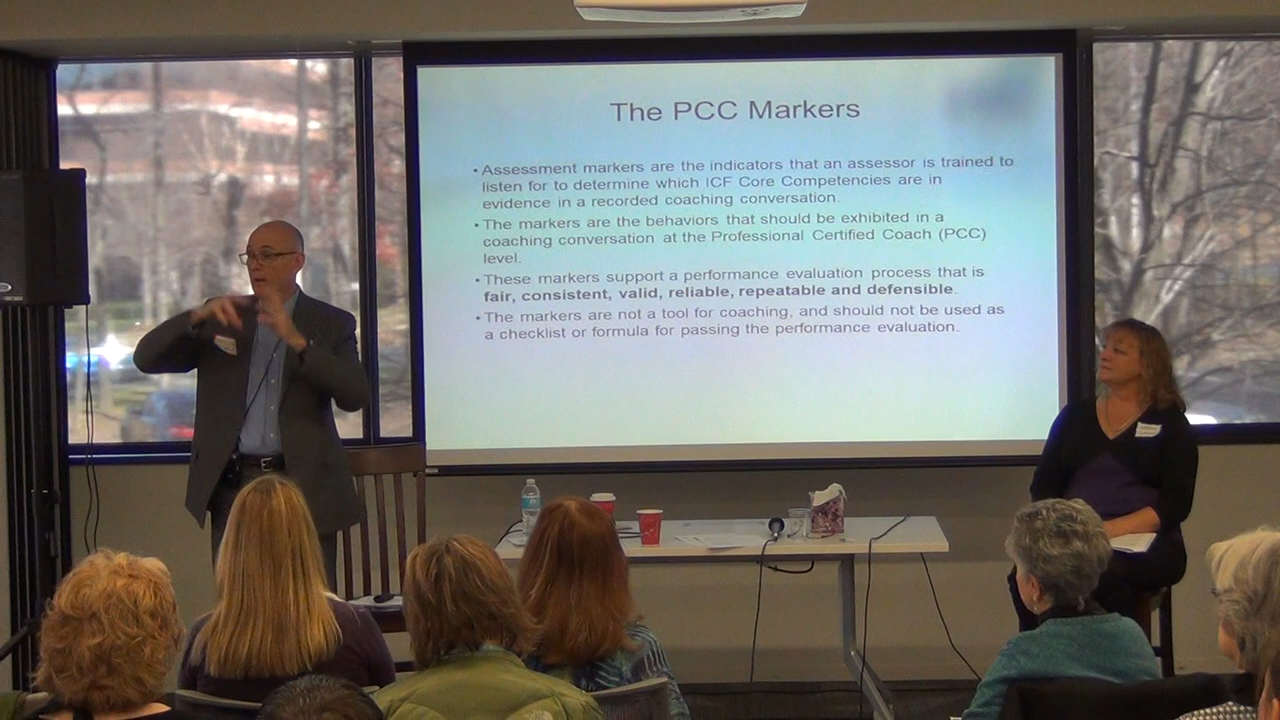 The PCC Markers
• Assessment markers are the indicators that an assessor is trained to
listen for to determine which ICF Core Competencies are in
evidence in a recorded coaching conversation.
• The markers are the behaviors that should be exhibited in a
coaching conversation at the Professional Certified Coach (PCC)
level.
• These markers support a performance evaluation process that is
fair, consistent, valid, reliable, repeatable and defensible.
• The markers are not a tool for coaching, and should not be used as
a checklist or formula for passing the performance evaluation.